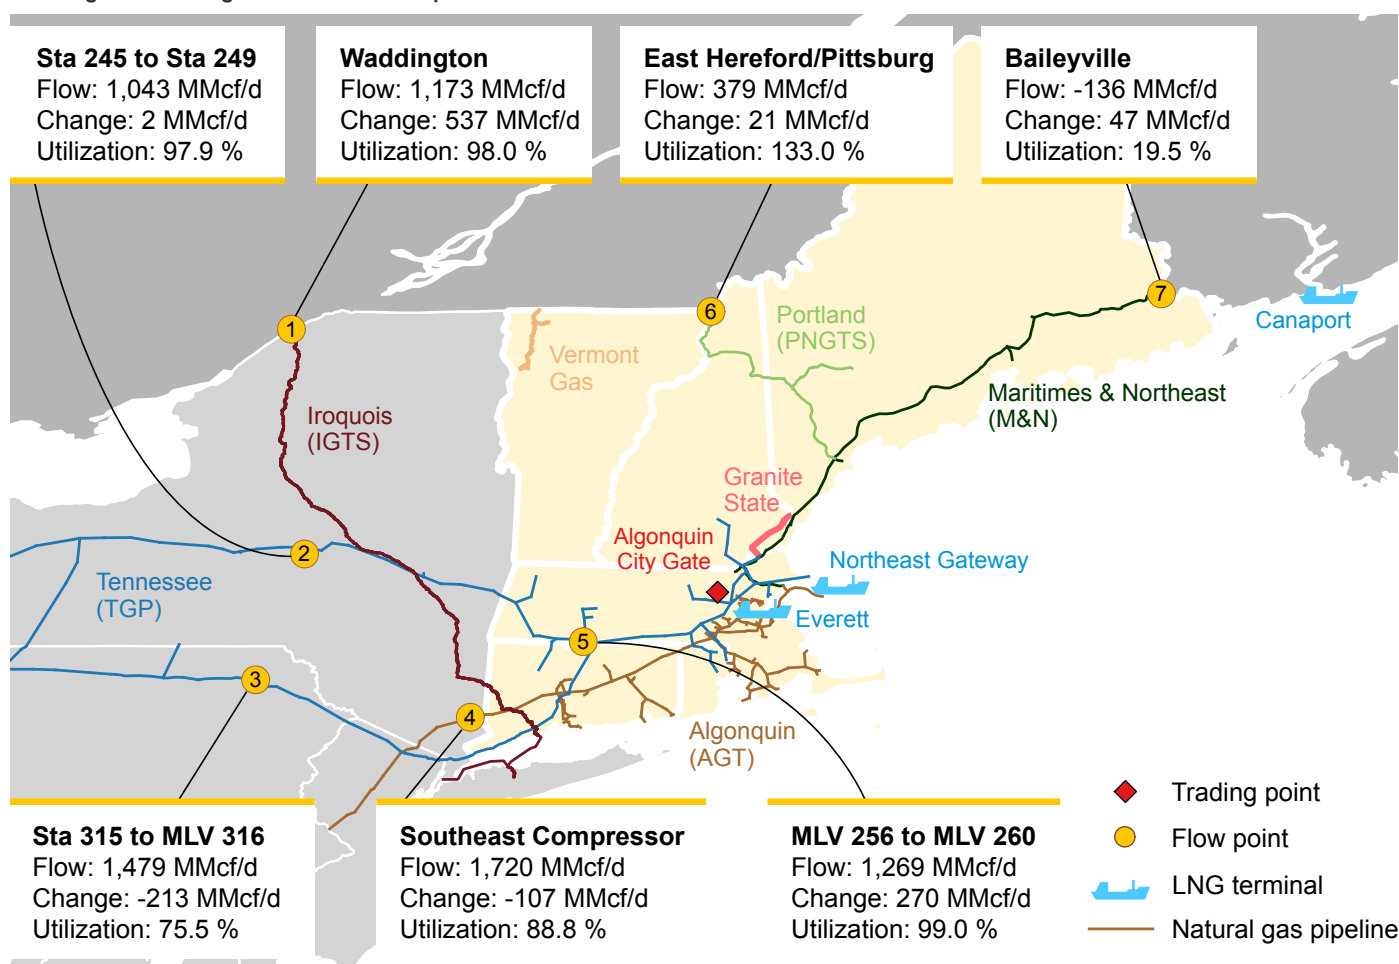 Sta 245 to Sta 249
Flow: 1,043 MMcf/d
Change: 2 MMcf/d
Utilization: 97.9 %
Waddington
Flow: 1,173 MMcf/d
Change: 537 MMcf/d
Utilization: 98.0 %
East Hereford/Pittsburg
Flow: 379 MMcf/d
Change: 21 MMcf/d
Utilization: 133.0 %
Baileyville
Flow: -136 MMcf/d
Change: 47 MMcf/d
Utilization: 19.5 %
1
6
7
Canaport
Portland
(PNGTS)
Vermont
Gas
Maritimes & Northeast
(M&N)
Iroquois
(IGTS)
Granite
State
Algonquin
City Gate
2
Northeast Gateway
Tennessee
(TGP)
Everett
5
3
4
Algonquin
(AGT)
Trading point
Flow point
LNG terminal
Natural gas pipeline
Sta 315 to MLV 316
Flow: 1,479 MMcf/d
Change: -213 MMcf/d
Utilization: 75.5 %
Southeast Compressor
Flow: 1,720 MMcf/d
Change: -107 MMcf/d
Utilization: 88.8 %
MLV 256 to MLV 260
Flow: 1,269 MMcf/d
Change: 270 MMcf/d
Utilization: 99.0 %